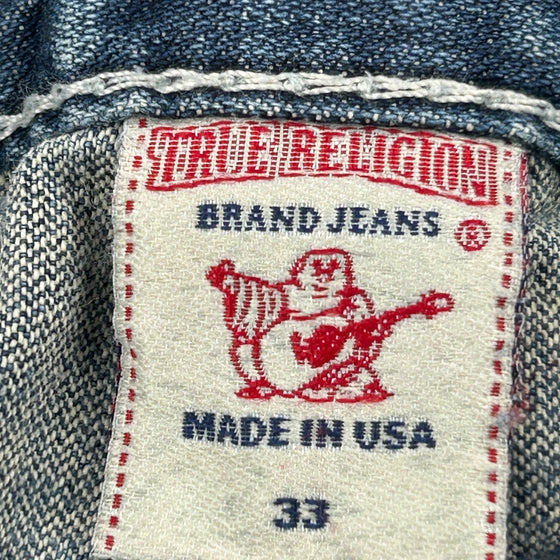 TRUE RELIGION
BRAND JEANS ®
MADE IN USA
33